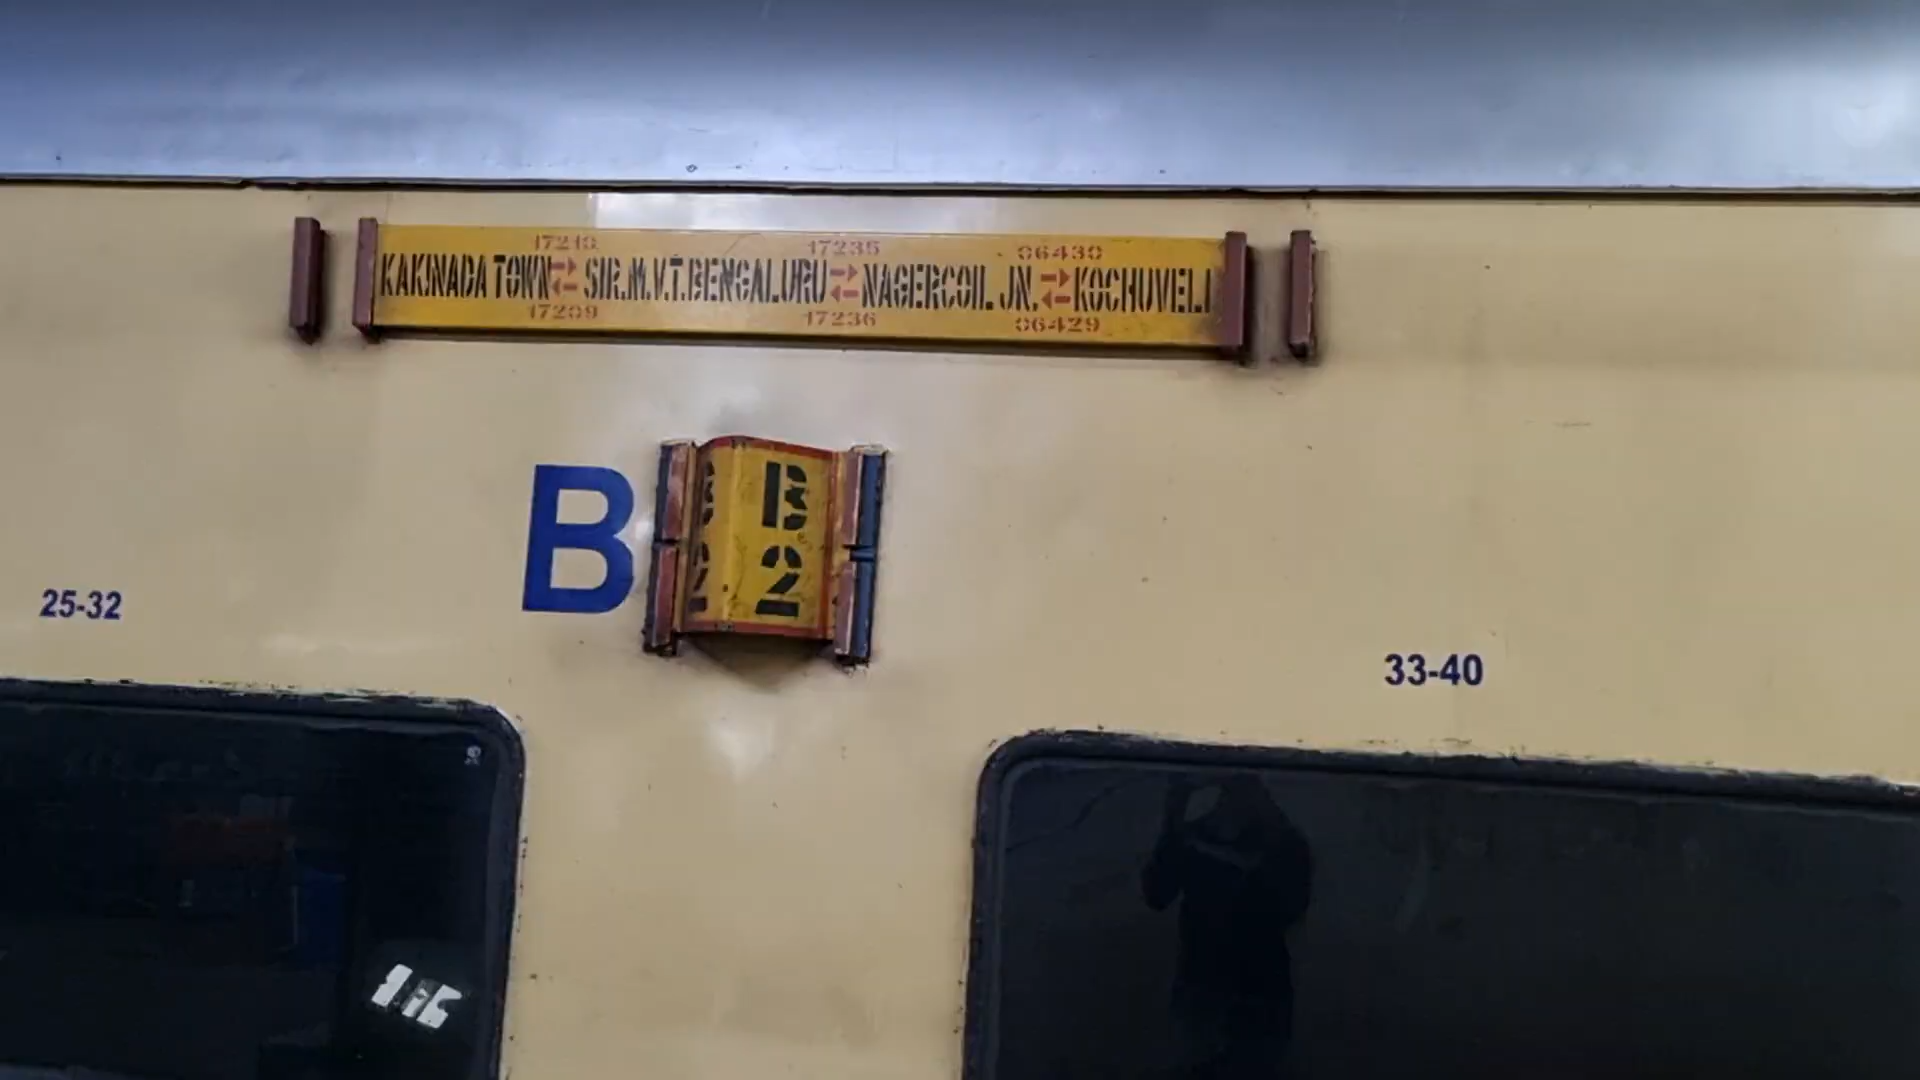 17210 17235 06430
KAKINADA TOWN ⇄ SIR.M.V.T.BENGALURU ⇄ NAGERCOIL JN. ⇄ KOCHUVELI
17209 17236 06429
B
B
2
25-32
33-40